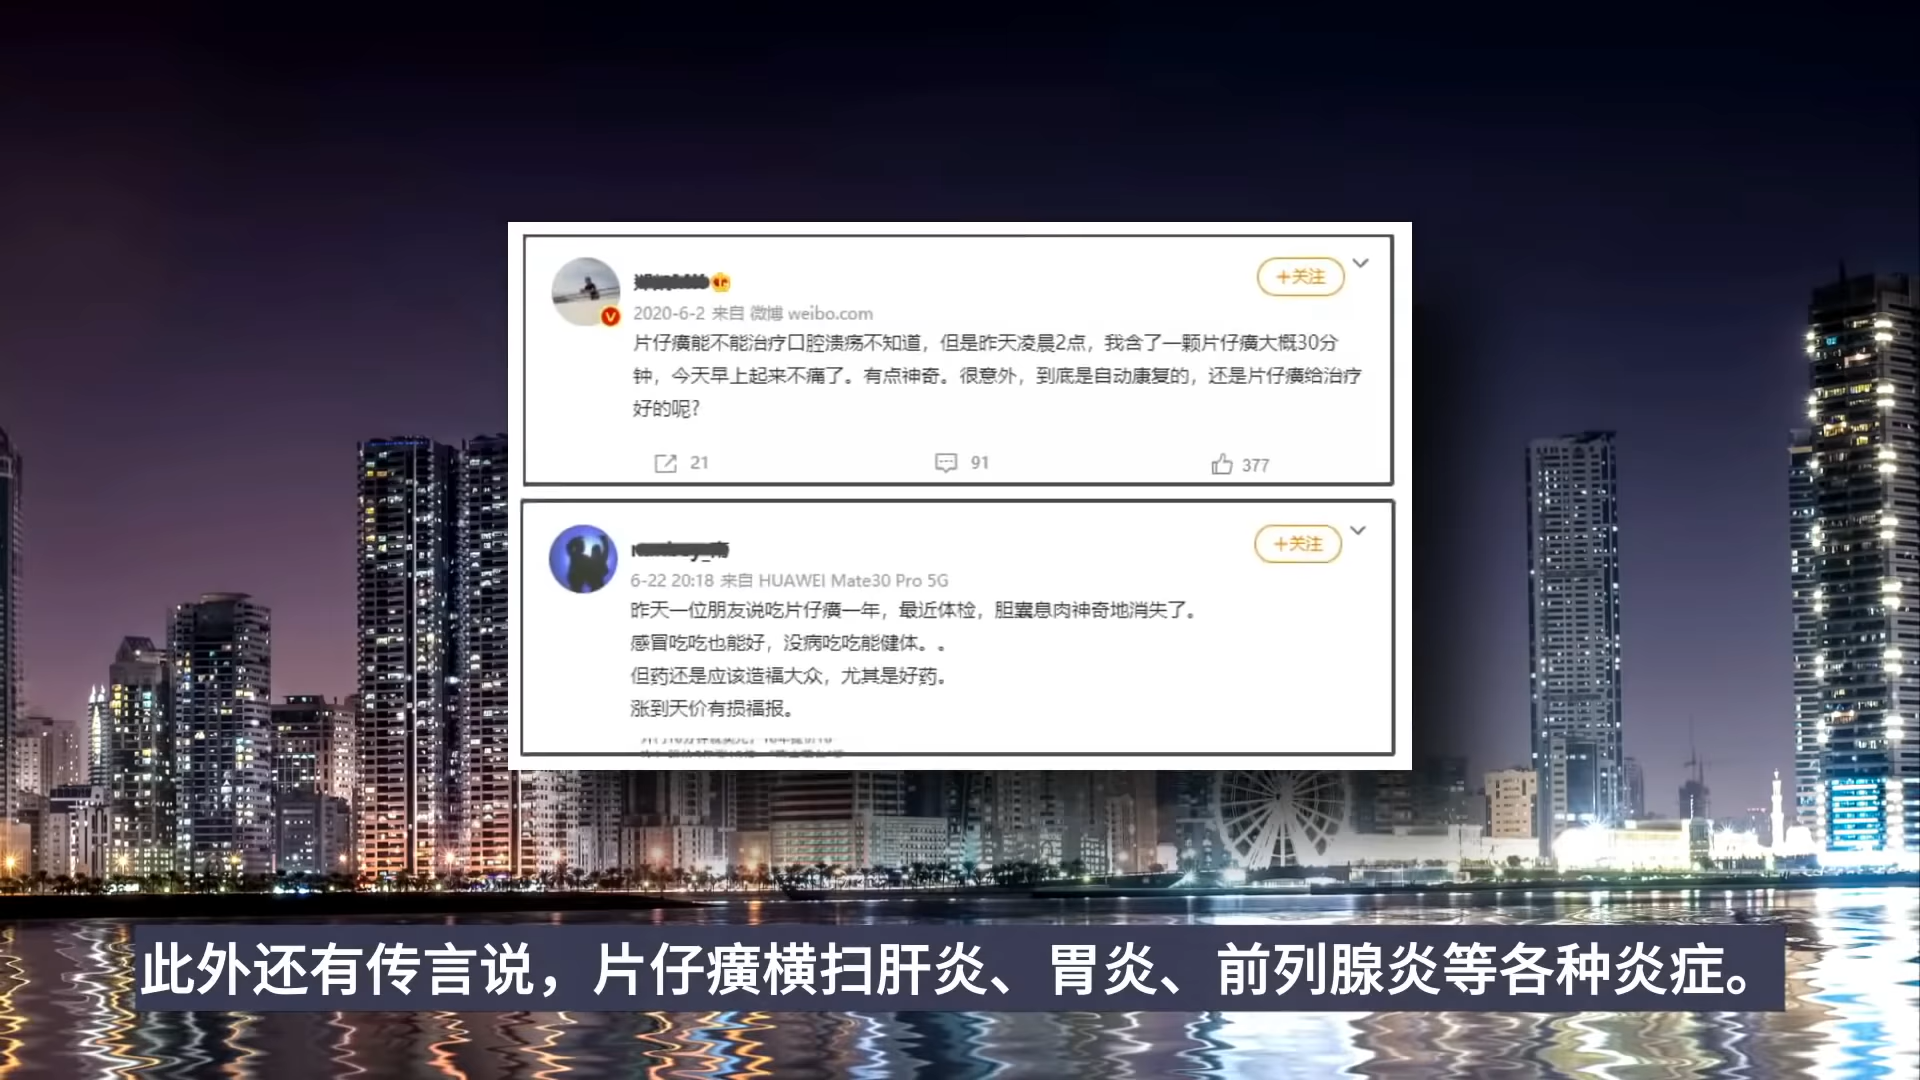 +关注
2020-6-2 来自 微博 weibo.com
片仔癀能不能治疗口腔溃疡不知道，但是昨天凌晨2点，我含了一颗片仔癀大概30分
钟，今天早上起来不痛了。有点神奇。很意外，到底是自动康复的，还是片仔癀给治疗
好的呢？
21 91 377
+关注
6-22 20:18 来自 HUAWEI Mate30 Pro 5G
昨天一位朋友说吃片仔癀一年，最近体检，胆囊息肉神奇地消失了。
感冒吃吃也能好，没病吃吃能健体。。
但药还是应该造福大众，尤其是好药。
涨到天价有损福报。
此外还有传言说，片仔癀横扫肝炎、胃炎、前列腺炎等各种炎症。